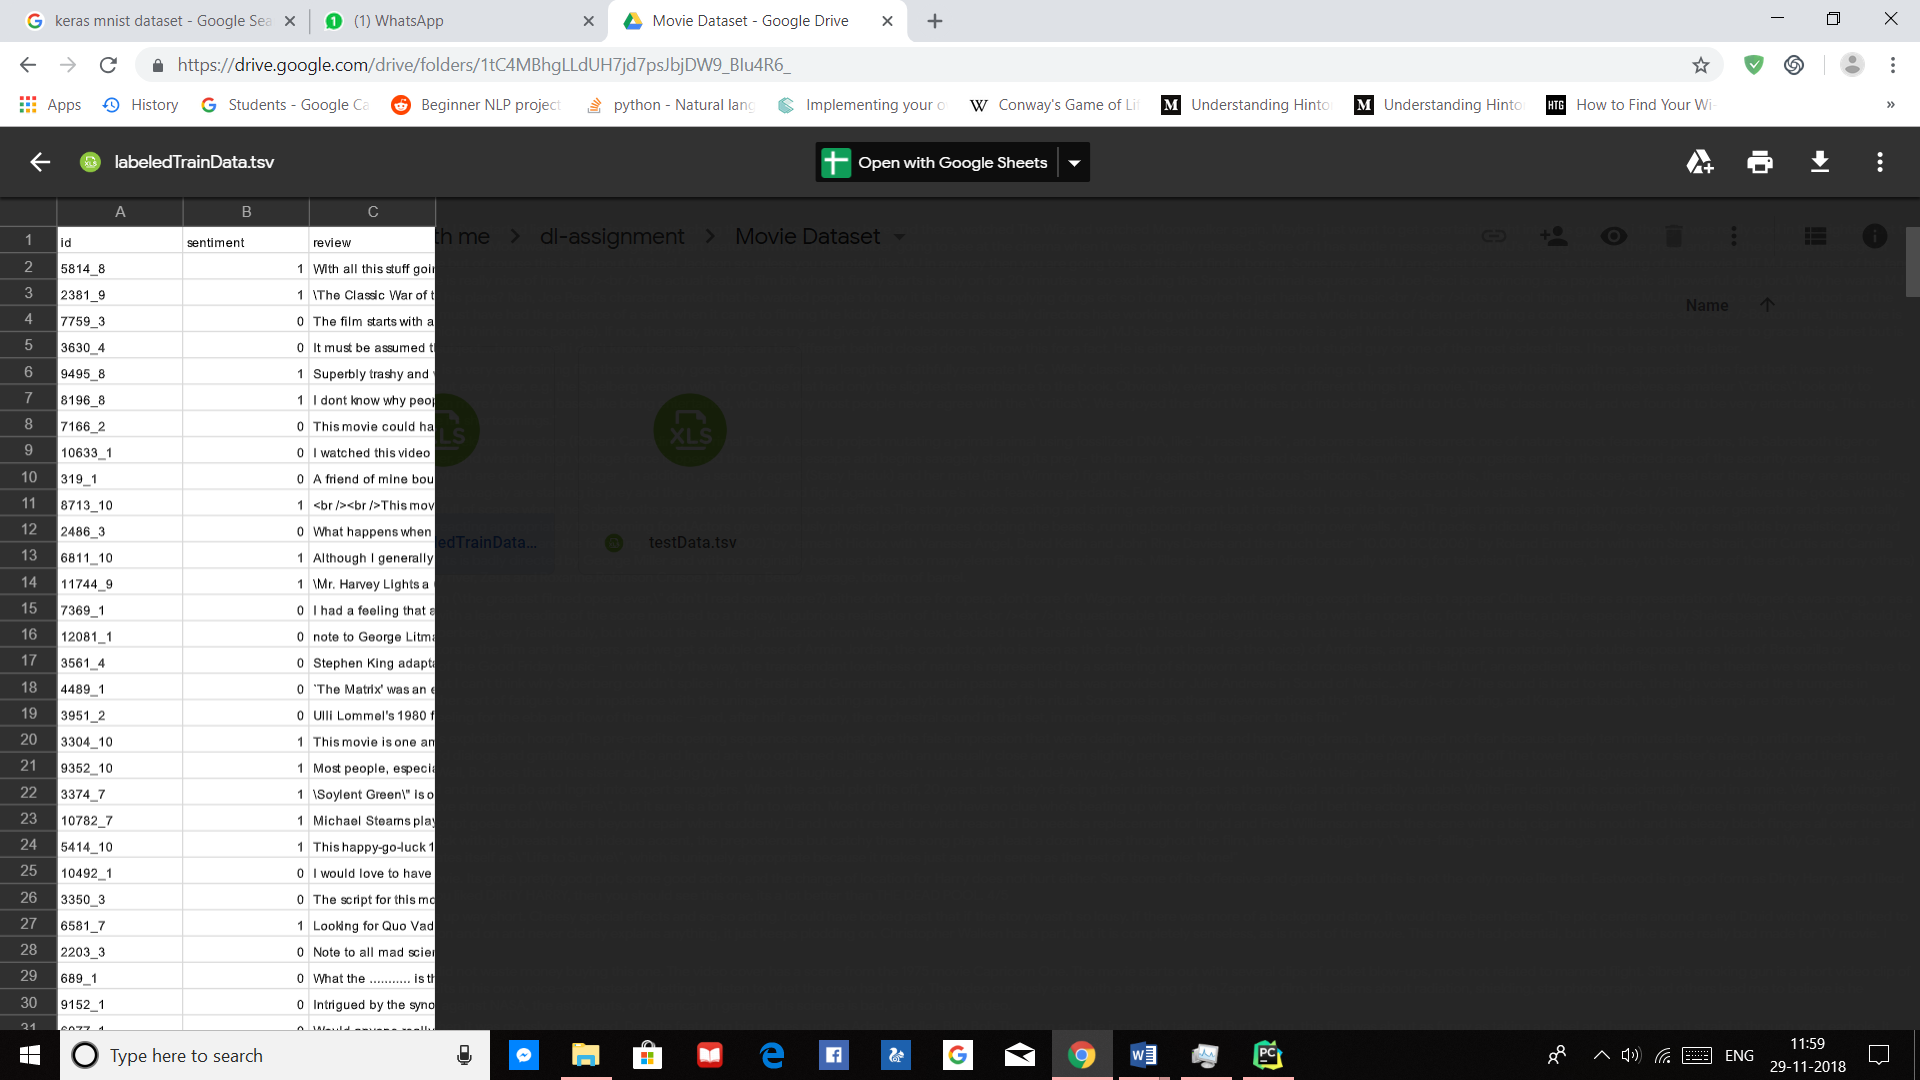 keras mnist dataset - Google Sea
(1) WhatsApp
Movie Dataset - Google Drive
https://drive.google.com/drive/folders/1tC4MBhgLLdUH7jd7psJbjDW9_BIu4R6_
Apps
History
Students - Google Ca
Beginner NLP project
python - Natural lang
Implementing your o
Conway's Game of Li
Understanding Hinto
Understanding Hinto
How to Find Your Wi-
labeledTrainData.tsv
Open with Google Sheets
A B C
th me > dl-assignment > Movie Dataset
Name
1 id sentiment review
2 5814_8 1 With all this stuff goi
3 2381_9 1 \The Classic War of t
4 7759_3 0 The film starts with a
5 3630_4 0 It must be assumed t
6 9495_8 1 Superbly trashy and
7 8196_8 1 I dont know why peop
8 7166_2 0 This movie could ha
9 10633_1 0 I watched this video
10 319_1 0 A friend of mine bou
11 8713_10 1 <br /><br />This mov
12 2486_3 0 What happens when
13 6811_10 1 Although I generally
14 11744_9 1 \Mr. Harvey Lights a
15 7369_1 0 I had a feeling that a
16 12081_1 0 note to George Litma
17 3561_4 0 Stephen King adapta
18 4489_1 0 `The Matrix' was an e
19 3951_2 0 Ulli Lommel's 1980 f
20 3304_10 1 This movie is one am
21 9352_10 1 Most people, especia
22 3374_7 1 \Soylent Green\" is o
23 10782_7 1 Michael Stearns play
24 5414_10 1 This happy-go-luck 1
25 10492_1 0 I would love to have
26 3350_3 0 The script for this mo
27 6581_7 1 Looking for Quo Vad
28 2203_3 0 Note to all mad scien
29 689_1 0 What the ........... is th
30 9152_1 0 Intrigued by the syno
31
XLS
edTrainData...
testData.tsv
Type here to search
ENG
11:59
29-11-2018